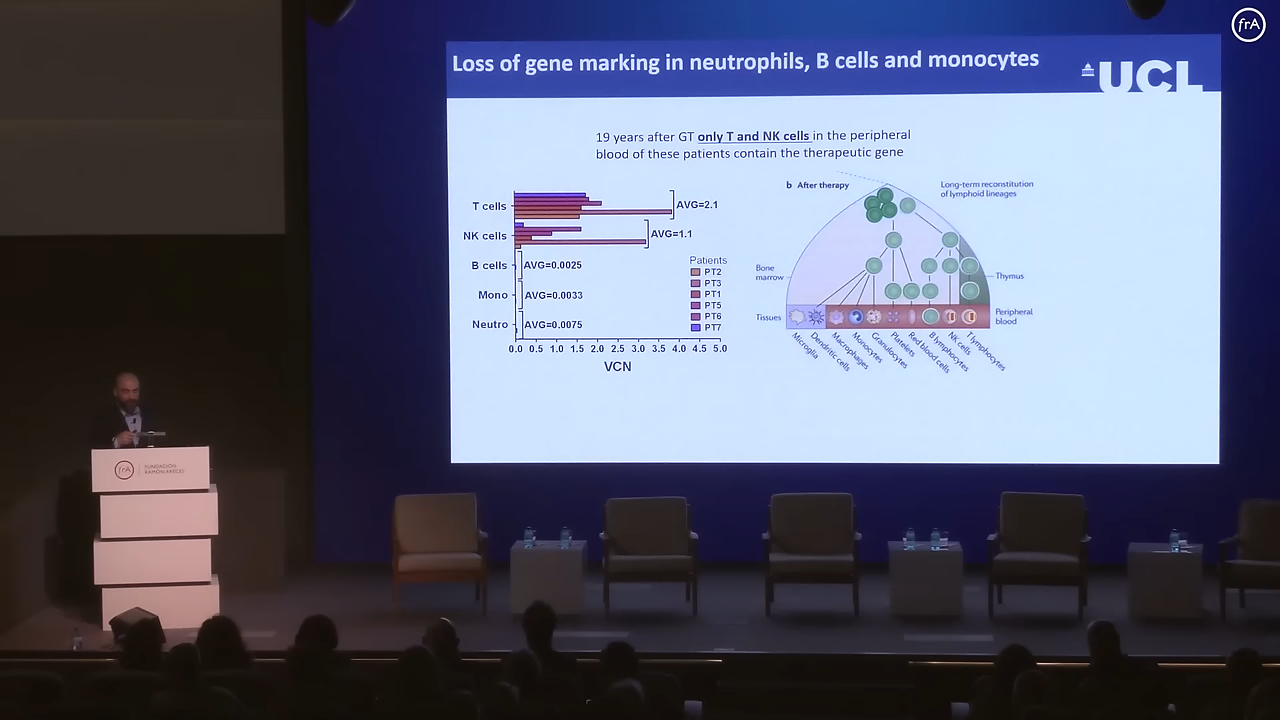 frA
Loss of gene marking in neutrophils, B cells and monocytes
UCL
19 years after GT only T and NK cells in the peripheral
blood of these patients contain the therapeutic gene
T cells
AVG=2.1
NK cells
AVG=1.1
B cells
AVG=0.0025
Mono
AVG=0.0033
Neutro
AVG=0.0075
0.0 0.5 1.0 1.5 2.0 2.5 3.0 3.5 4.0 4.5 5.0
VCN
Patients
PT2
PT3
PT1
PT5
PT6
PT7
b After therapy
Long-term reconstitution
of lymphoid lineages
Bone
marrow
Thymus
Tissues
Peripheral
blood
Microglia
Dendritic cells
Macrophages
Monocytes
Granulocytes
Platelets
Red blood cells
B lymphocytes
NK cells
T lymphocytes
frA
FUNDACIÓN
RAMÓN ARECES